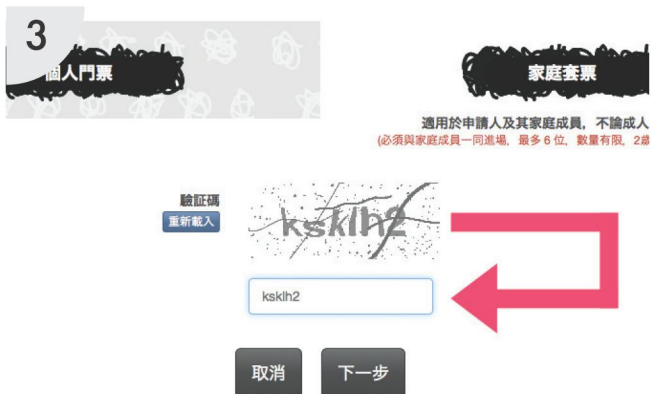 3
個人門票
家庭套票
適用於申請人及其家庭成員，不論成人
(必須與家庭成員一同進場，最多 6 位，數量有限，2歲
驗証碼
重新載入
ksklh2
ksklh2
取消
下一步